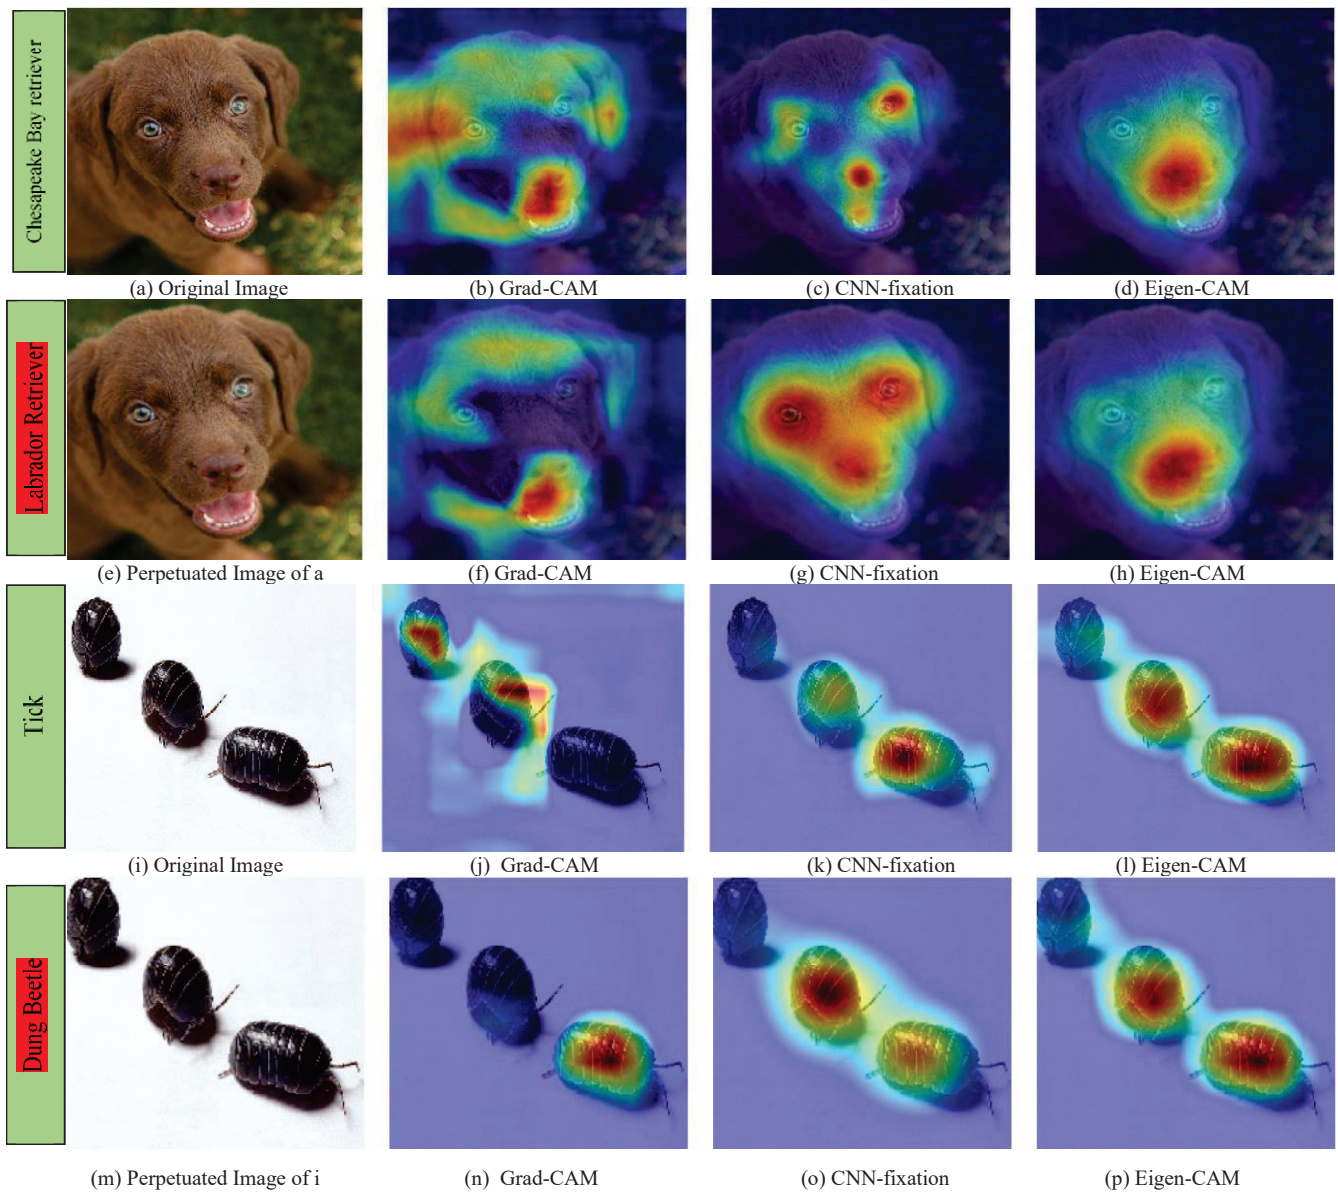 Chesapeake Bay retriever
(a) Original Image
(b) Grad-CAM
(c) CNN-fixation
(d) Eigen-CAM
Labrador Retriever
(e) Perpetuated Image of a
(f) Grad-CAM
(g) CNN-fixation
(h) Eigen-CAM
Tick
(i) Original Image
(j) Grad-CAM
(k) CNN-fixation
(l) Eigen-CAM
Dung Beetle
(m) Perpetuated Image of i
(n) Grad-CAM
(o) CNN-fixation
(p) Eigen-CAM